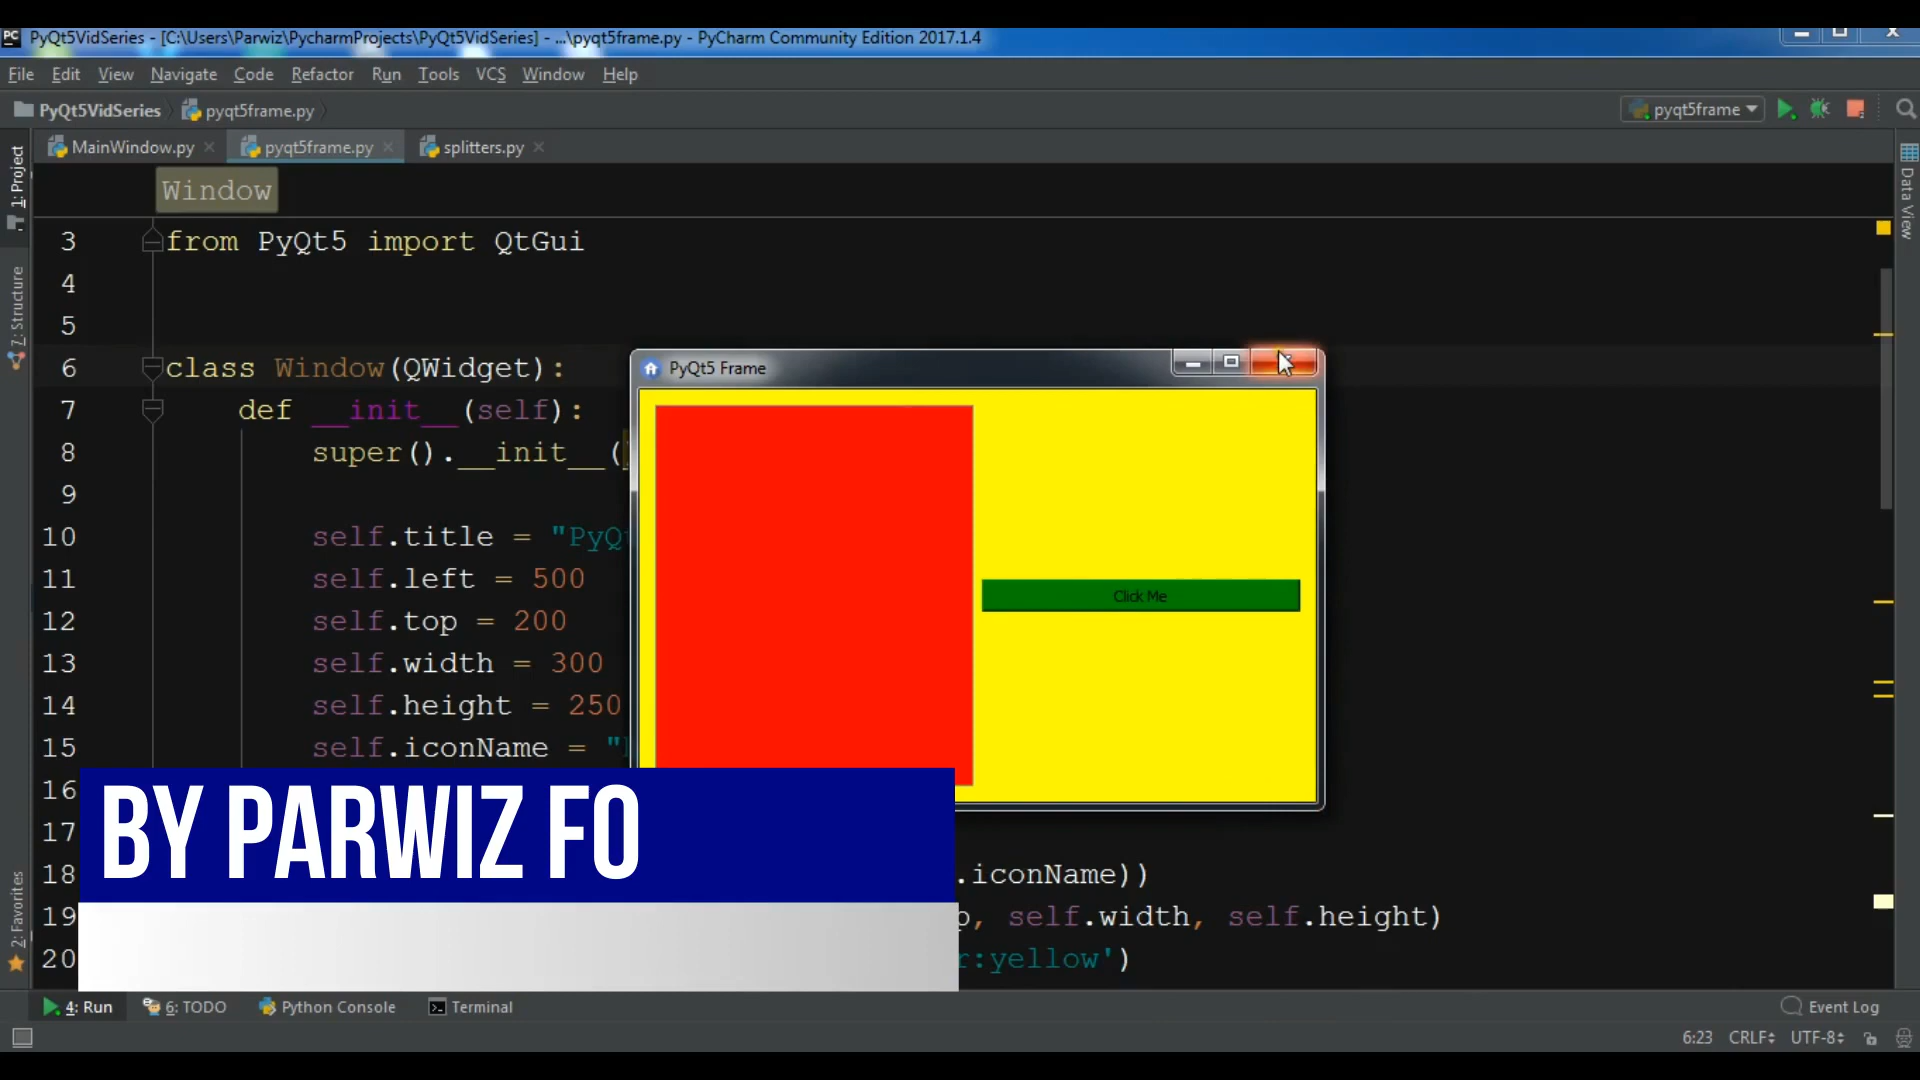 PC PyQt5VidSeries - [C:\Users\Parwiz\PycharmProjects\PyQt5VidSeries] - ...\pyqt5frame.py - PyCharm Community Edition 2017.1.4
File Edit View Navigate Code Refactor Run Tools VCS Window Help
PyQt5VidSeries pyqt5frame.py pyqt5frame
MainWindow.py pyqt5frame.py splitters.py
1: Project
7: Structure
2: Favorites
Data View
Window
3 from PyQt5 import QtGui
4
5
6 class Window(QWidget):
7 def __init__(self):
8 super().__init__(
9
10 self.title = "PyQt
11 self.left = 500
12 self.top = 200
13 self.width = 300
14 self.height = 250
15 self.iconName = "
16
17
18 .iconName))
19 , self.width, self.height)
20 :yellow')
PyQt5 Frame
Click Me
BY PARWIZ FO
4: Run 6: TODO Python Console Terminal Event Log
6:23 CRLF UTF-8